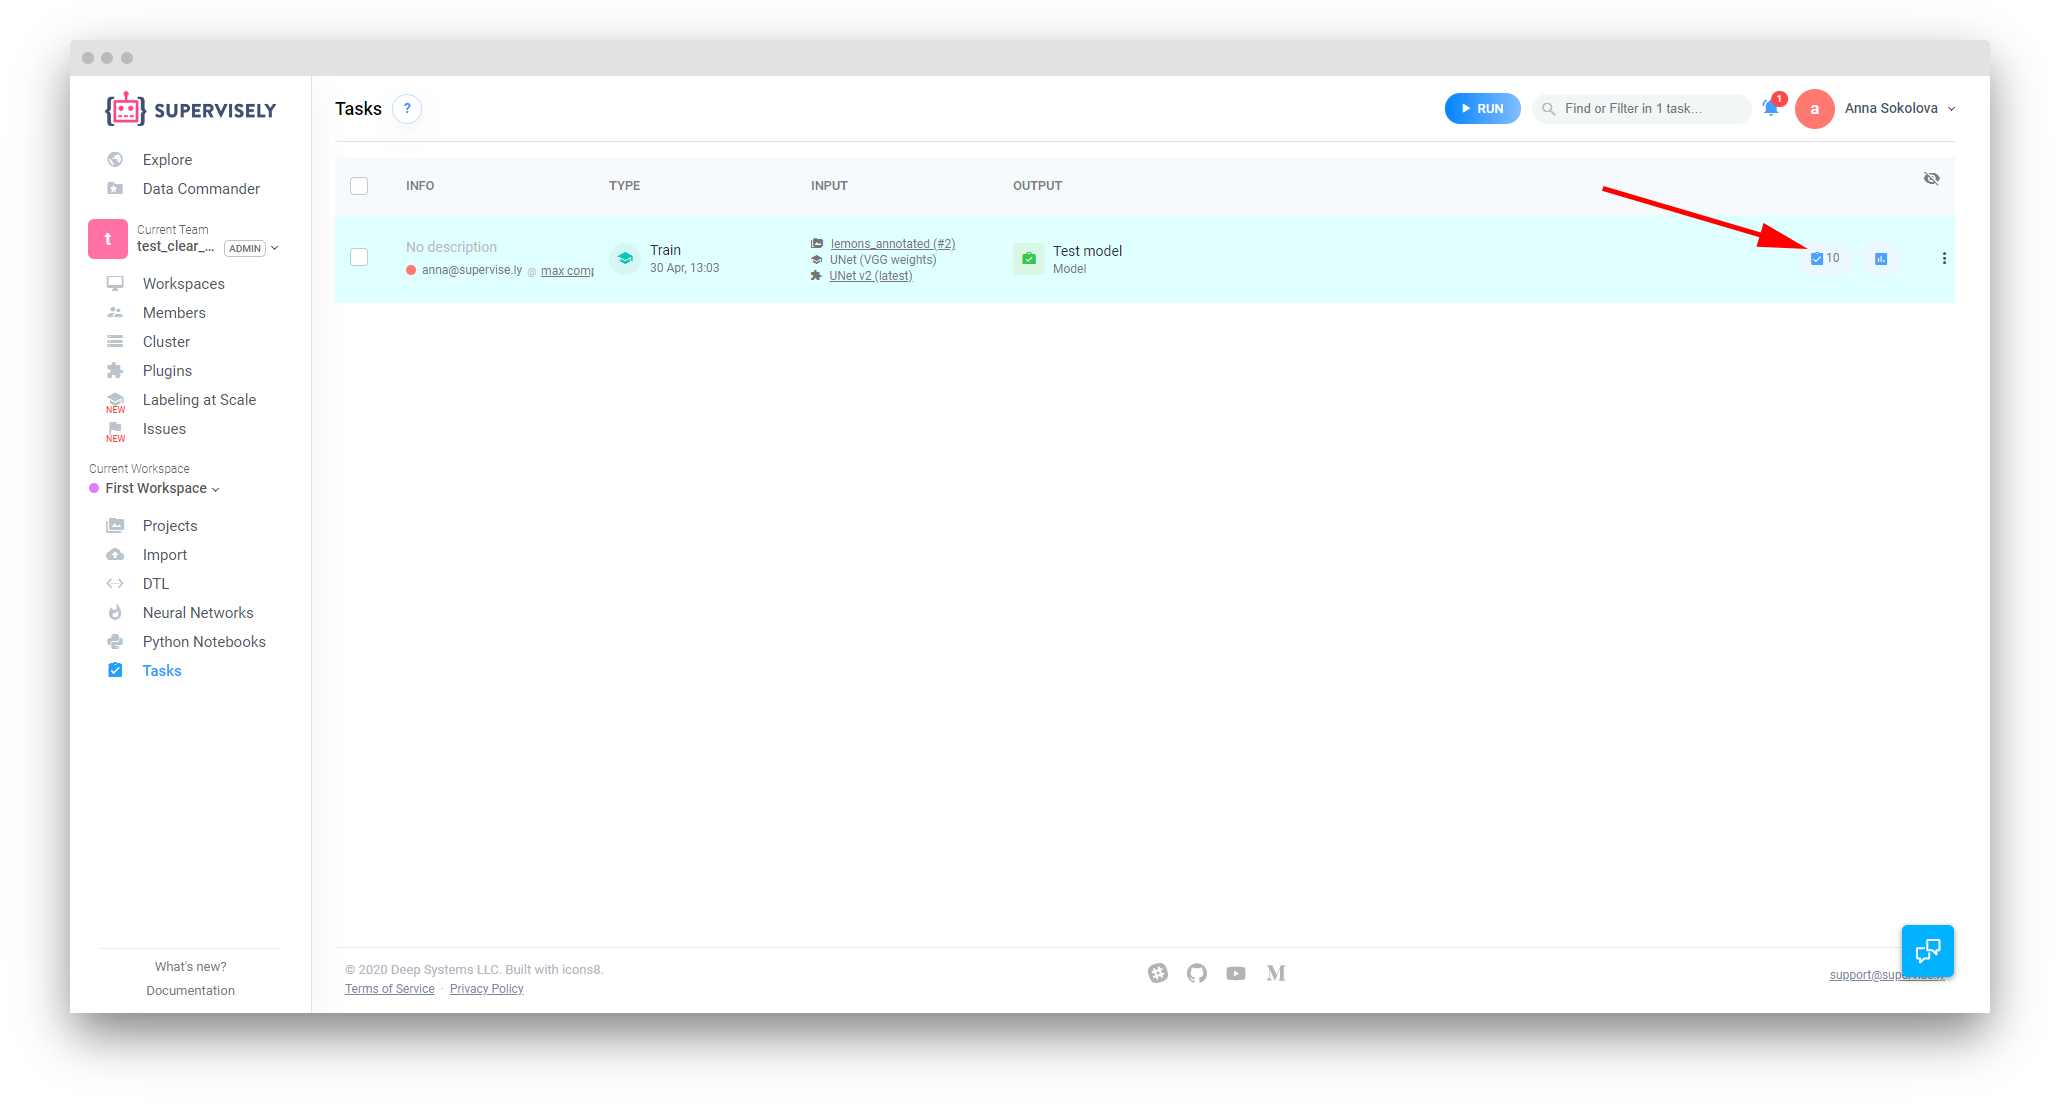 SUPERVISELY
Explore
Data Commander
Current Team
t
test_clear_...
ADMIN
Workspaces
Members
Cluster
Plugins
Labeling at Scale
NEW
Issues
NEW
Current Workspace
First Workspace
Projects
Import
DTL
Neural Networks
Python Notebooks
Tasks
What's new?
Documentation
Tasks ?
RUN
Find or Filter in 1 task...
1
a
Anna Sokolova
INFO TYPE INPUT OUTPUT
No description
anna@supervise.ly @ max comp
Train
30 Apr, 13:03
lemons_annotated (#2)
UNet (VGG weights)
UNet v2 (latest)
Test model
Model
10
© 2020 Deep Systems LLC. Built with icons8.
Terms of Service · Privacy Policy
M